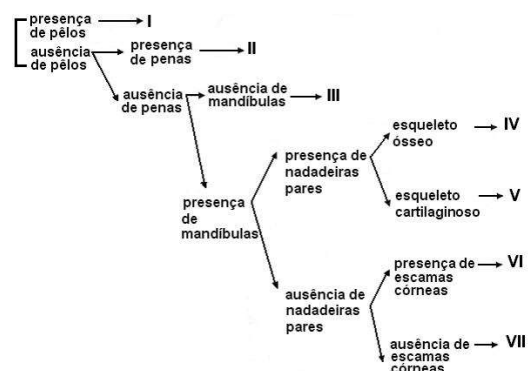 presença de pêlos I
ausência de pêlos
presença de penas II
ausência de penas
ausência de mandíbulas III
presença de mandíbulas
presença de nadadeiras pares
esqueleto ósseo IV
esqueleto cartilaginoso V
ausência de nadadeiras pares
presença de escamas córneas VI
ausência de escamas córneas VII